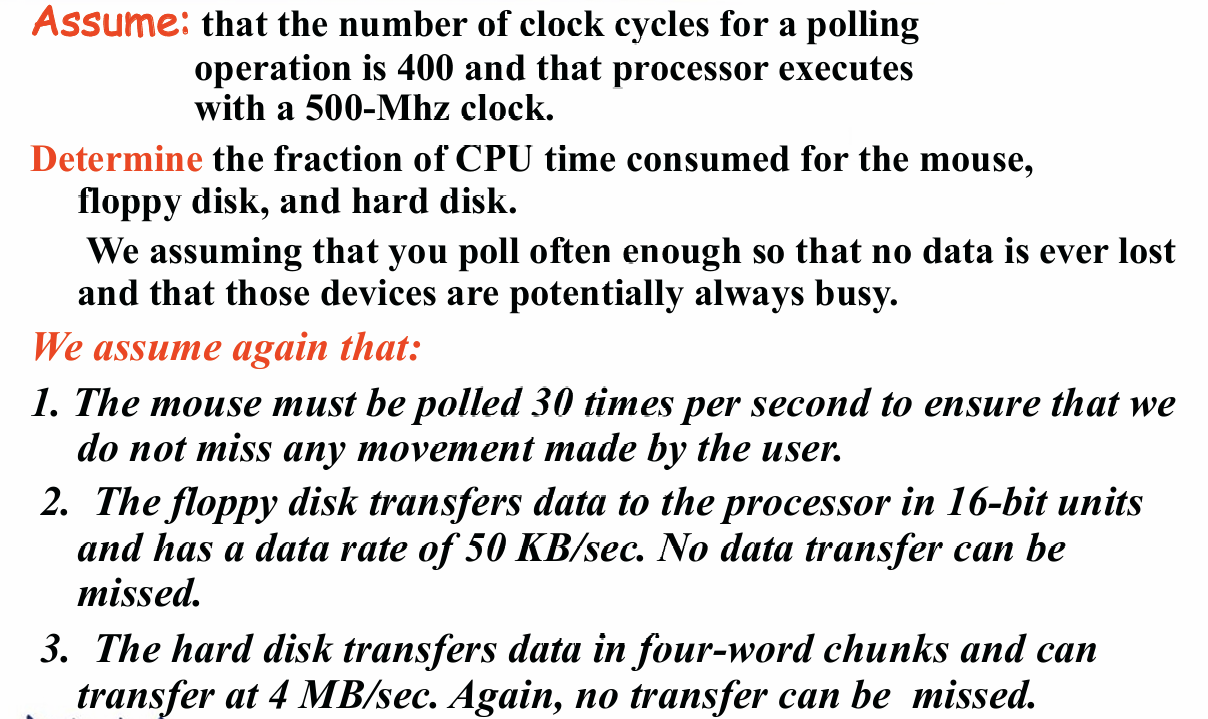 Assume: that the number of clock cycles for a polling
operation is 400 and that processor executes
with a 500-Mhz clock.
Determine the fraction of CPU time consumed for the mouse,
floppy disk, and hard disk.
We assuming that you poll often enough so that no data is ever lost
and that those devices are potentially always busy.
We assume again that:
1. The mouse must be polled 30 times per second to ensure that we
do not miss any movement made by the user.
2. The floppy disk transfers data to the processor in 16-bit units
and has a data rate of 50 KB/sec. No data transfer can be
missed.
3. The hard disk transfers data in four-word chunks and can
transfer at 4 MB/sec. Again, no transfer can be missed.